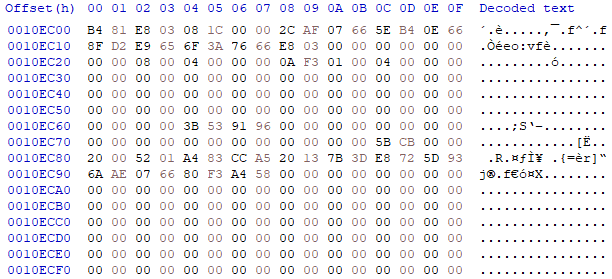 Offset(h) 00 01 02 03 04 05 06 07 08 09 0A 0B 0C 0D 0E 0F Decoded text
0010EC00 B4 81 E8 03 08 1C 00 00 2C AF 07 66 5E B4 0E 66 ´.è.....,¯.f^´.f
0010EC10 8F D2 E9 65 6F 3A 76 66 E8 03 00 00 00 00 00 00 .Òéeo:vfè.......
0010EC20 00 00 08 00 04 00 00 00 0A F3 01 00 04 00 00 00 .........ó......
0010EC30 00 00 00 00 00 00 00 00 00 00 00 00 00 00 00 00 ................
0010EC40 00 00 00 00 00 00 00 00 00 00 00 00 00 00 00 00 ................
0010EC50 00 00 00 00 00 00 00 00 00 00 00 00 00 00 00 00 ................
0010EC60 00 00 00 00 3B 53 91 96 00 00 00 00 00 00 00 00 ....;S‘–........
0010EC70 00 00 00 00 00 00 00 00 00 00 00 00 5B CB 00 00 ............[Ë..
0010EC80 20 00 52 01 A4 83 CC A5 20 13 7B 3D E8 72 5D 93  .R.¤ƒÌ¥ .{=èr]“
0010EC90 6A AE 07 66 80 F3 A4 58 00 00 00 00 00 00 00 00 j®.f€ó¤X........
0010ECA0 00 00 00 00 00 00 00 00 00 00 00 00 00 00 00 00 ................
0010ECB0 00 00 00 00 00 00 00 00 00 00 00 00 00 00 00 00 ................
0010ECC0 00 00 00 00 00 00 00 00 00 00 00 00 00 00 00 00 ................
0010ECD0 00 00 00 00 00 00 00 00 00 00 00 00 00 00 00 00 ................
0010ECE0 00 00 00 00 00 00 00 00 00 00 00 00 00 00 00 00 ................
0010ECF0 00 00 00 00 00 00 00 00 00 00 00 00 00 00 00 00 ................